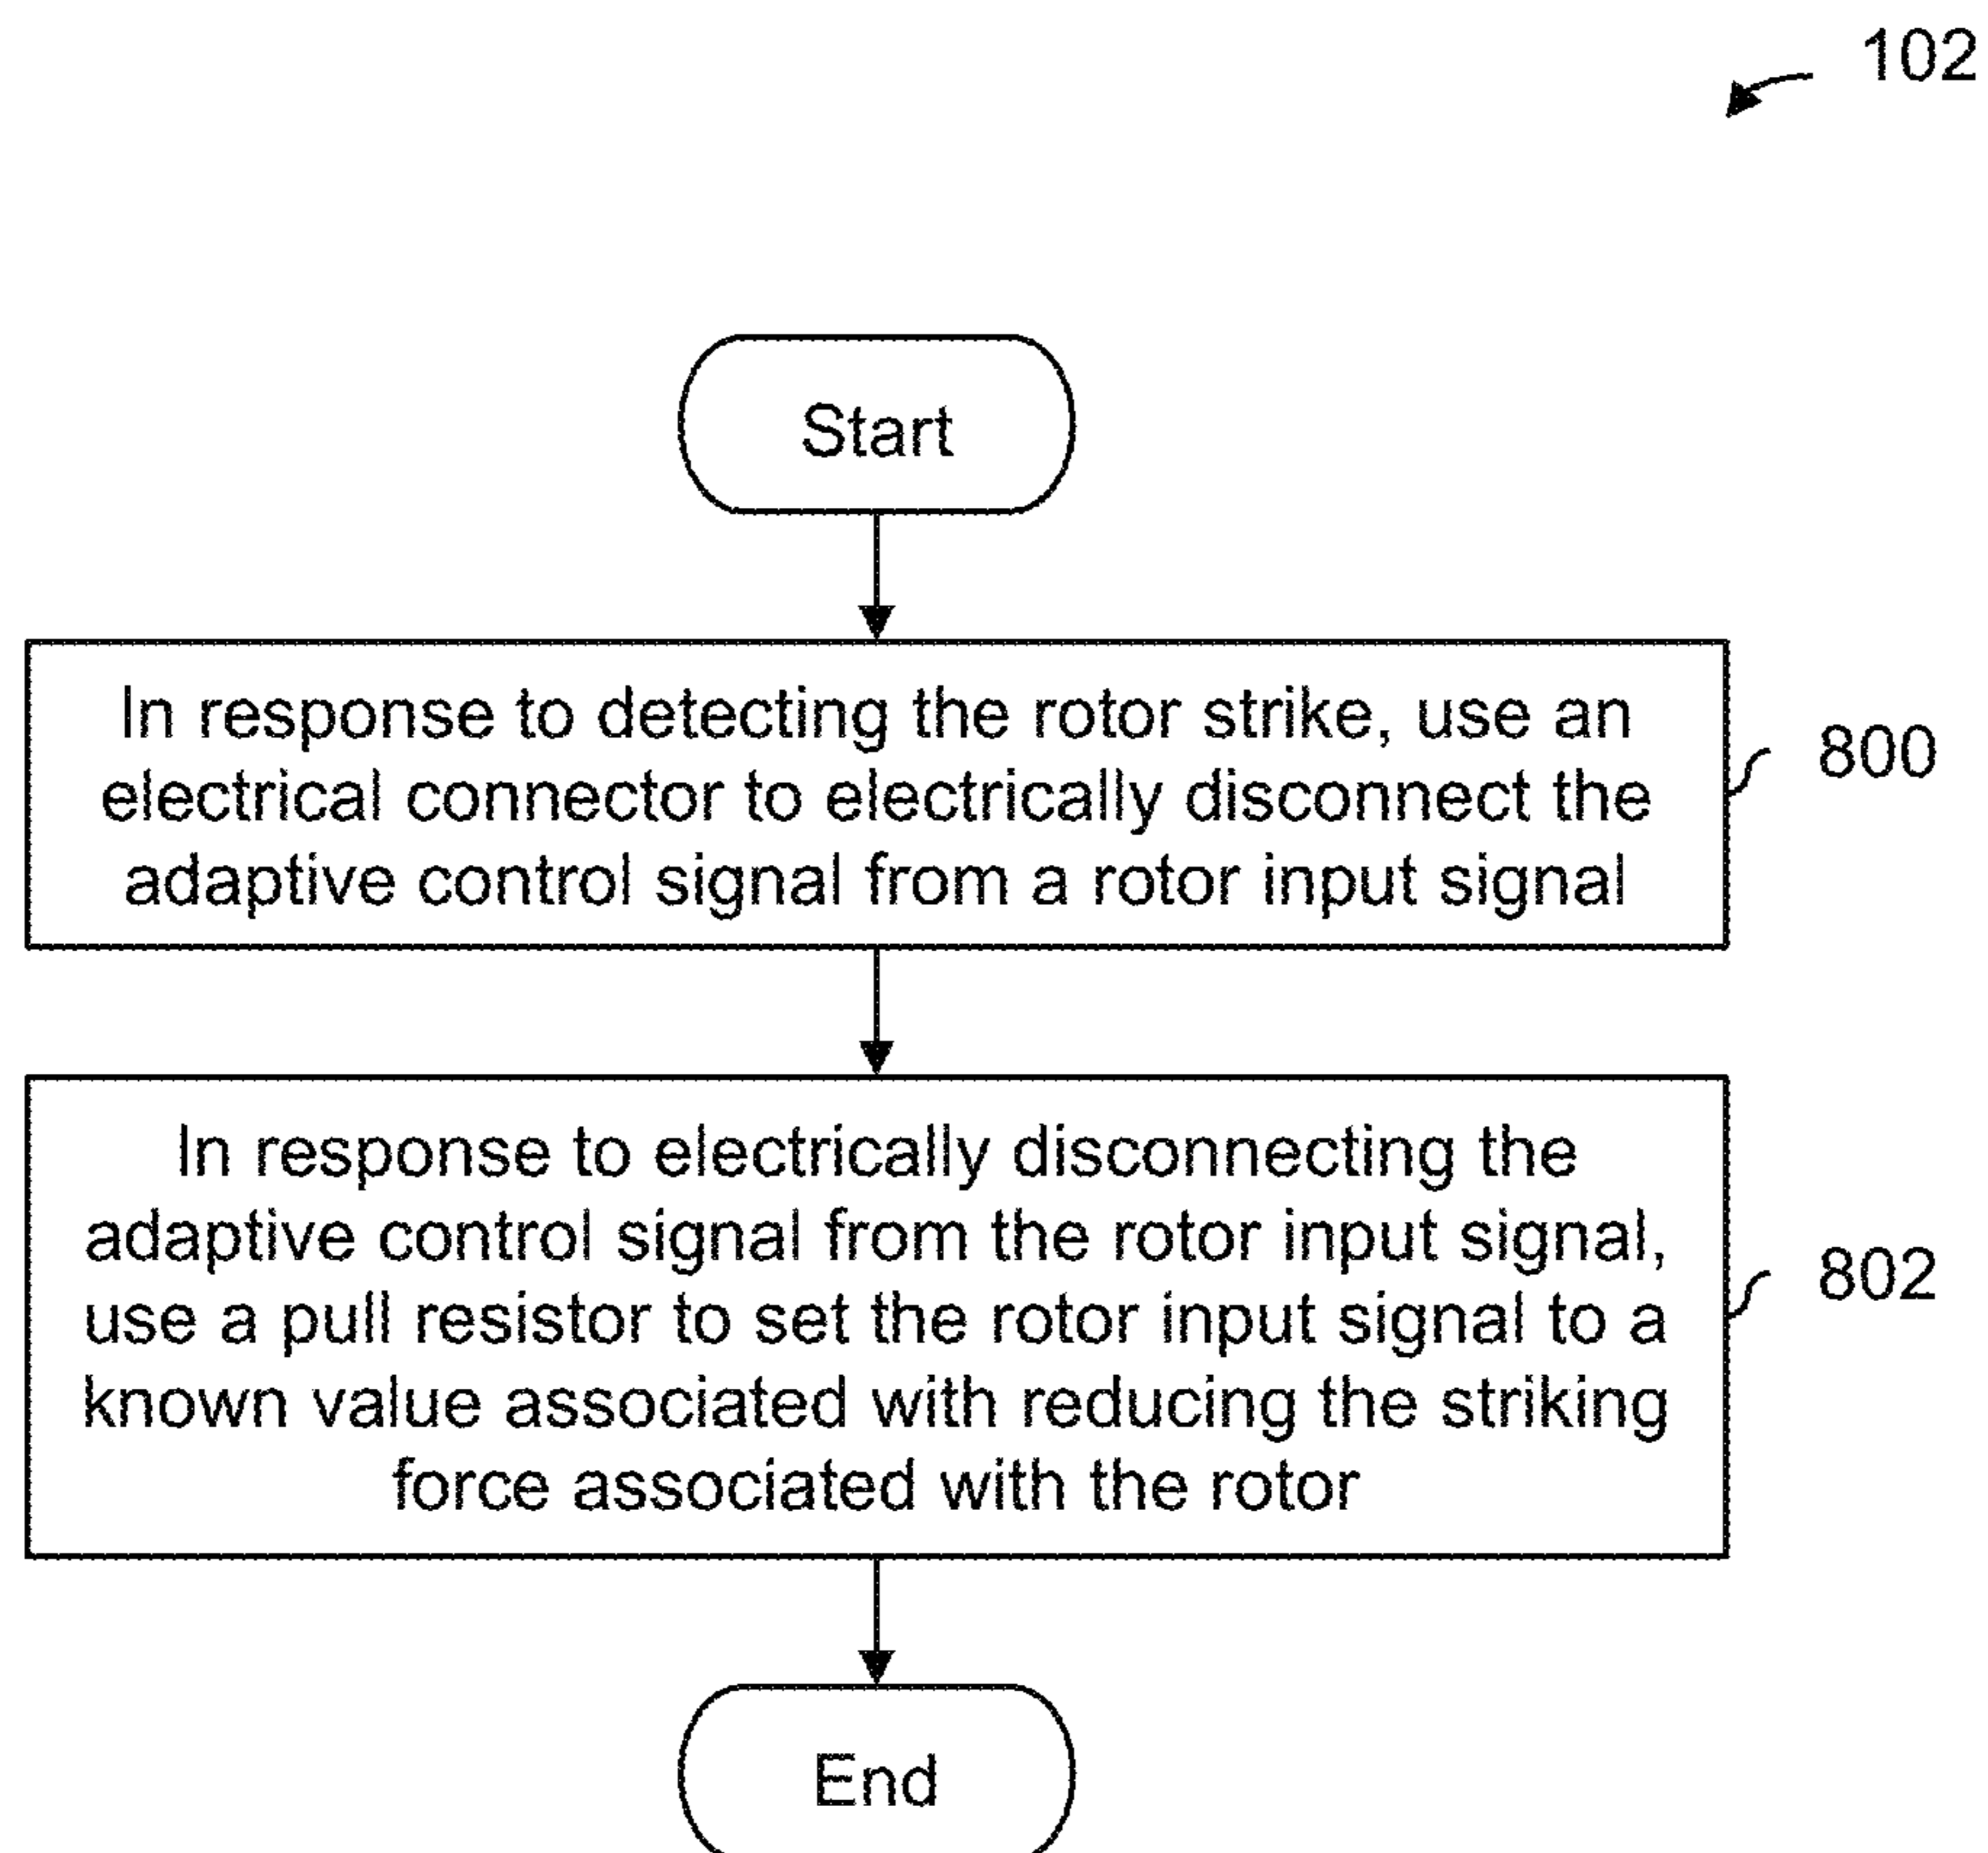 102
Start
In response to detecting the rotor strike, use an
electrical connector to electrically disconnect the
adaptive control signal from a rotor input signal
800
In response to electrically disconnecting the
adaptive control signal from the rotor input signal,
use a pull resistor to set the rotor input signal to a
known value associated with reducing the striking
force associated with the rotor
802
End